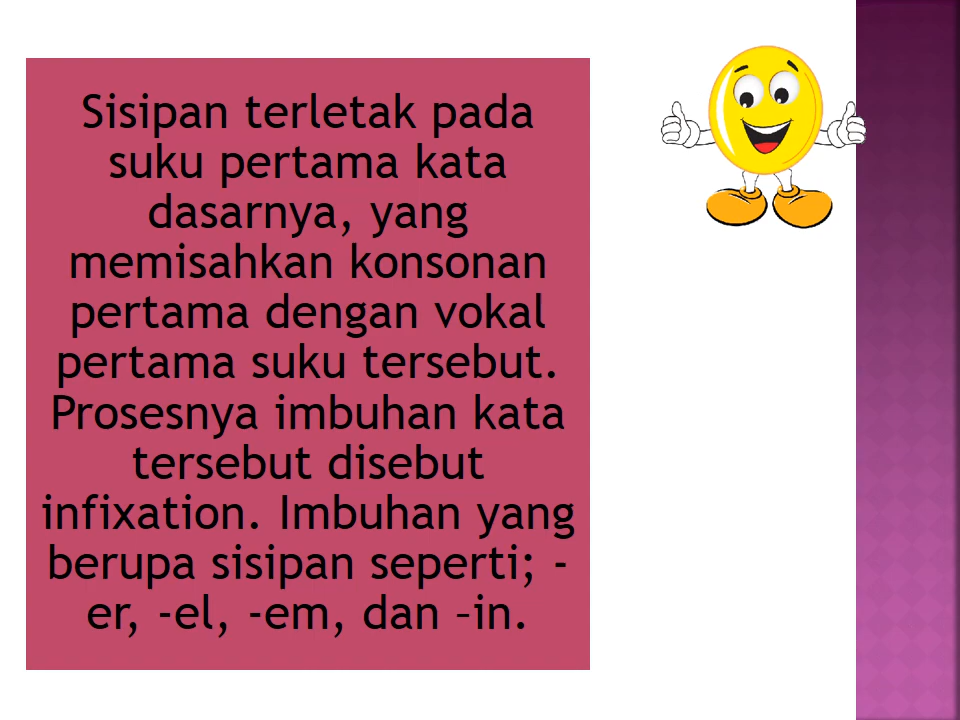 Sisipan terletak pada
suku pertama kata
dasarnya, yang
memisahkan konsonan
pertama dengan vokal
pertama suku tersebut.
Prosesnya imbuhan kata
tersebut disebut
infixation. Imbuhan yang
berupa sisipan seperti; -
er, -el, -em, dan –in.